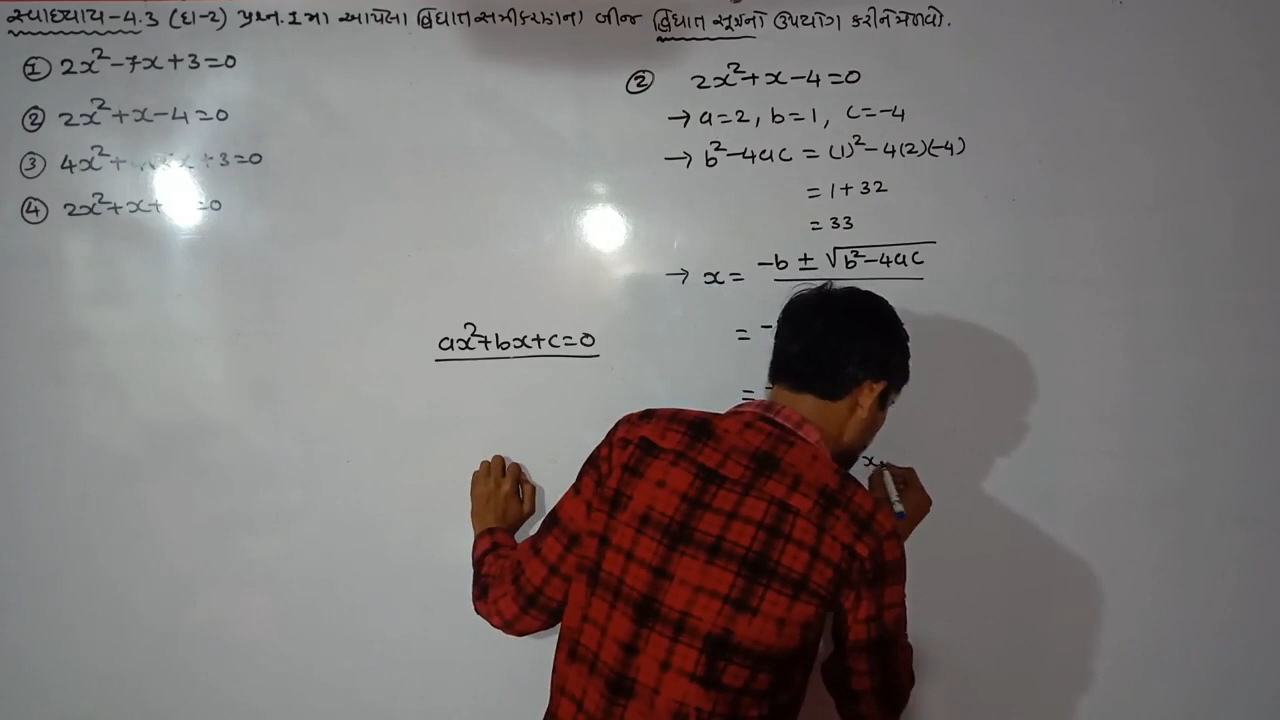 સ્વાધ્યાય-4.3 (દા-2) પ્રશ્ન.1મા આપેલા દ્વિઘાત સમીકરણોના બીજ દ્વિઘાત સૂત્રનો ઉપયોગ કરીને મેળવો.
① 2x²-7x+3=0
② 2x²+x-4=0
③ 4x²+ +3=0
④ 2x²+x+ =0
ax²+bx+c=0
② 2x²+x-4=0
→ a=2, b=1, c=-4
→ b²-4ac = (1)²-4(2)(-4)
= 1+32
= 33
→ x= -b ± √b²-4ac
= -
= -
x